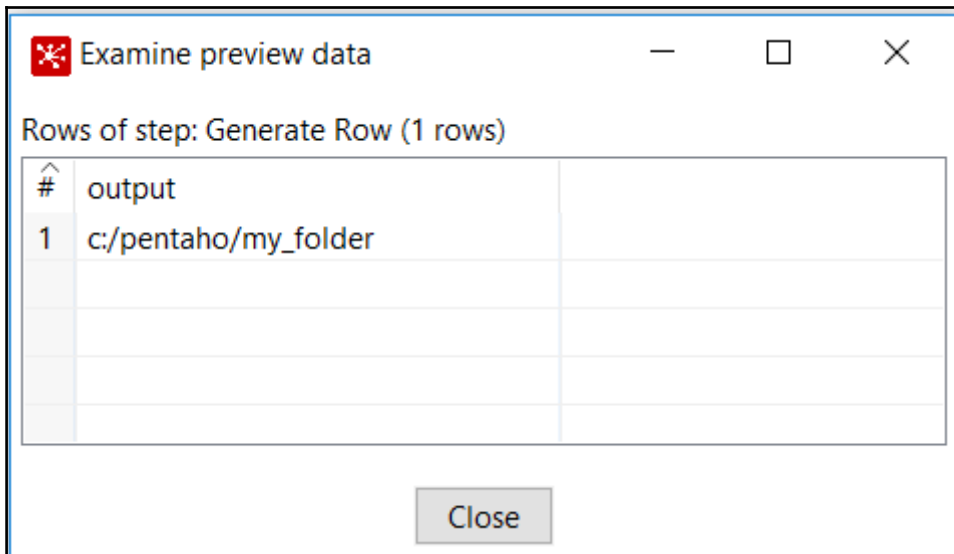 Examine preview data
Rows of step: Generate Row (1 rows)
# output
1 c:/pentaho/my_folder
Close